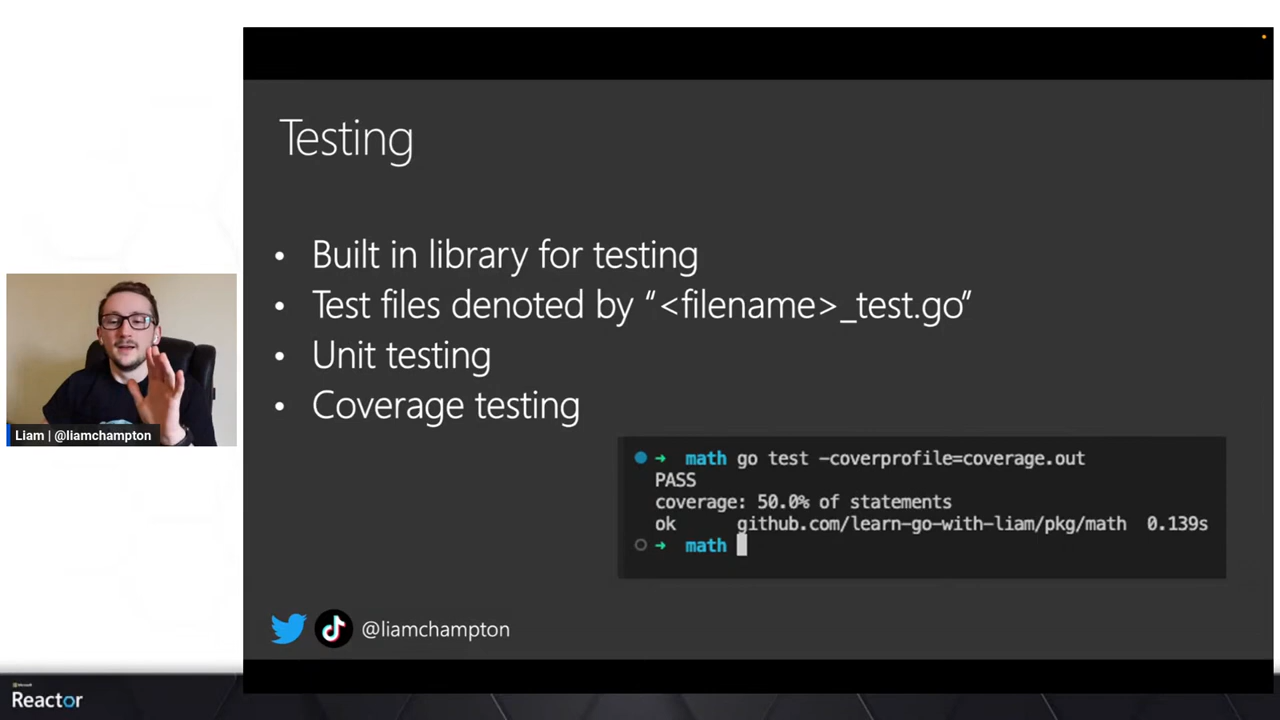 Testing
• Built in library for testing
• Test files denoted by “<filename>_test.go”
• Unit testing
• Coverage testing
➜ math go test -coverprofile=coverage.out
PASS
coverage: 50.0% of statements
ok github.com/learn-go-with-liam/pkg/math 0.139s
➜ math
@liamchampton
Liam | @liamchampton
Microsoft
Reactor